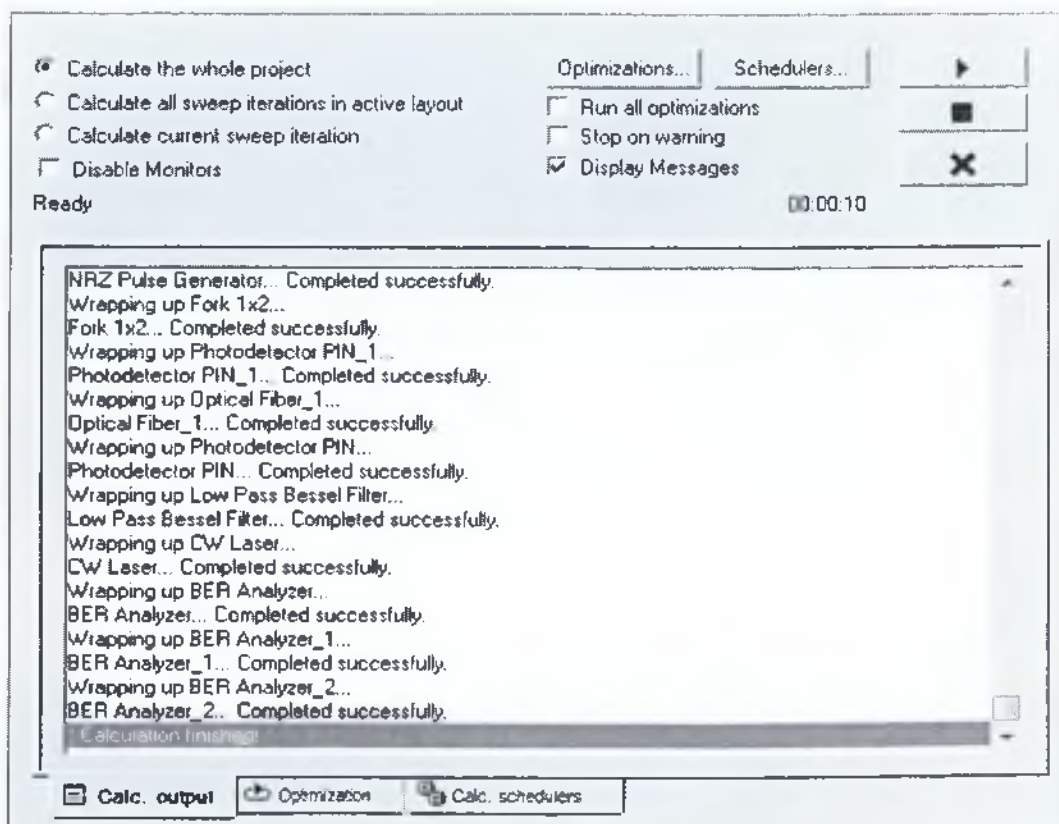 Calculate the whole project
Optimizations... Schedulers...
Calculate all sweep iterations in active layout
Run all optimizations
Calculate current sweep iteration
Stop on warning
Disable Monitors
Display Messages
Ready
00:00:10
NRZ Pulse Generator... Completed successfully.
Wrapping up Fork 1x2...
Fork 1x2... Completed successfully.
Wrapping up Photodetector PIN_1...
Photodetector PIN_1... Completed successfully.
Wrapping up Optical Fiber_1...
Optical Fiber_1... Completed successfully.
Wrapping up Photodetector PIN...
Photodetector PIN... Completed successfully.
Wrapping up Low Pass Bessel Filter...
Low Pass Bessel Filter... Completed successfully.
Wrapping up CW Laser...
CW Laser... Completed successfully.
Wrapping up BER Analyzer...
BER Analyzer... Completed successfully.
Wrapping up BER Analyzer_1...
BER Analyzer_1... Completed successfully.
Wrapping up BER Analyzer_2...
BER Analyzer_2... Completed successfully.
Calculation finished!
Calc. output Optimization Calc. schedulers